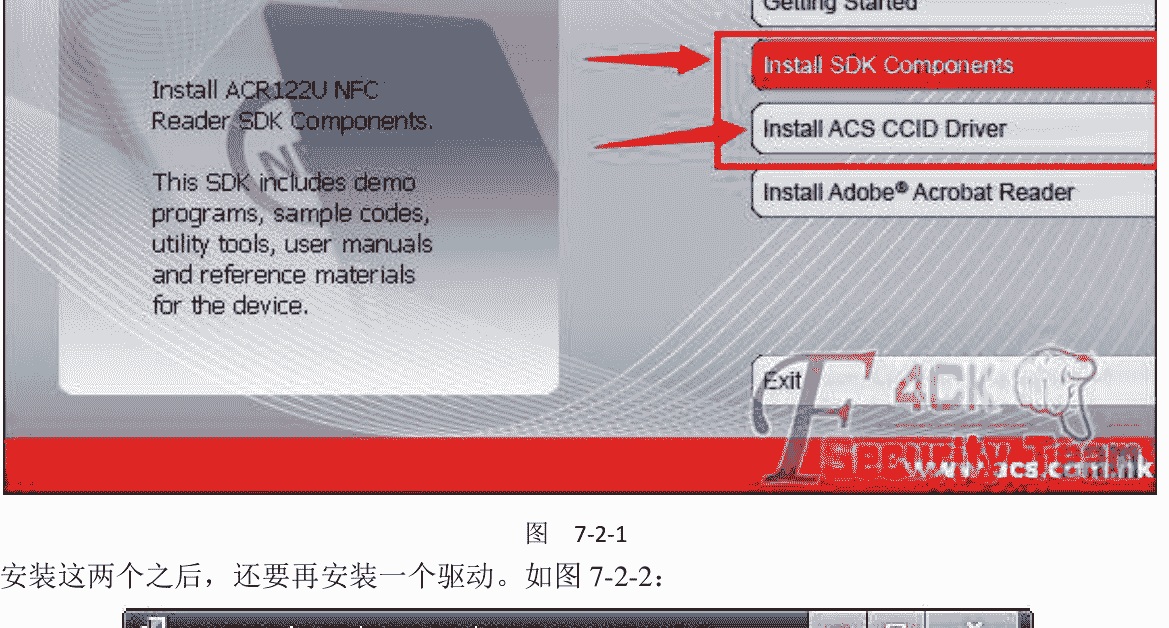 Getting Started
Install SDK Components
Install ACS CCID Driver
Install Adobe® Acrobat Reader
Exit
Install ACR122U NFC
Reader SDK Components.
This SDK includes demo
programs, sample codes,
utility tools, user manuals
and reference materials
for the device.
F4CK
Security Team
www.acs.com.hk
图 7-2-1
安装这两个之后，还要再安装一个驱动。如图 7-2-2：